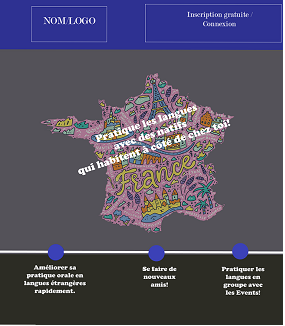 NOM/LOGO
Inscription gratuite /
Connexion
Pratique les langues
avec des natifs
qui habitent à côté de chez toi!
France
Améliorer sa
pratique orale en
langues étrangères
rapidement.
Se faire de
nouveaux
amis!
Pratiquer les
langues en
groupe avec
les Events!